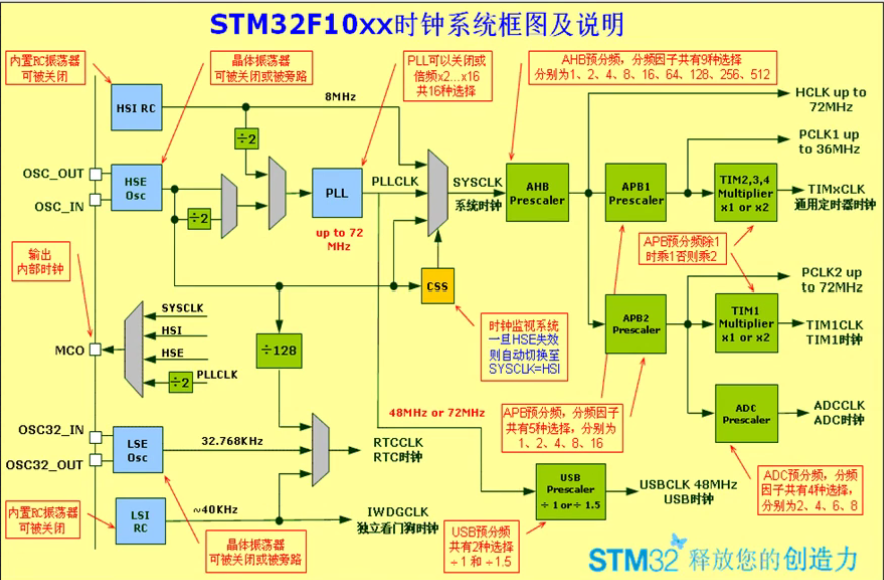 STM32F10xx时钟系统框图及说明
内置RC振荡器
可被关闭
晶体振荡器
可被关闭或被旁路
PLL可以关闭或
倍频x2...x16
共16种选择
AHB预分频，分频因子共有9种选择
分别为1、2、4、8、16、64、128、256、512
HSI RC
8MHz
÷2
HCLK up to
72MHz
PCLK1 up
to 36MHz
OSC_OUT
OSC_IN
HSE
Osc
÷2
PLL
PLLCLK
up to 72
MHz
SYSCLK
系统时钟
AHB
Prescaler
APB1
Prescaler
TIM2,3,4
Multiplier
x1 or x2
TIMxCLK
通用定时器时钟
APB预分频除1
时乘1否则乘2
输出
内部时钟
CSS
PCLK2 up
to 72MHz
APB2
Prescaler
TIM1
Multiplier
x1 or x2
TIM1CLK
TIM1时钟
MCO
SYSCLK
HSI
HSE
PLLCLK
÷2
÷128
时钟监视系统
一旦HSE失效
则自动切换至
SYSCLK=HSI
48MHz or 72MHz
APB预分频，分频因子
共有5种选择，分别为
1、2、4、8、16
ADC
Prescaler
ADCCLK
ADC时钟
OSC32_IN
OSC32_OUT
LSE
Osc
32.768KHz
RTCCLK
RTC时钟
USB
Prescaler
÷ 1 or÷ 1.5
USBCLK 48MHz
USB时钟
ADC预分频，分频
因子共有4种选择，
分别为2、4、6、8
内置RC振荡器
可被关闭
LSI
RC
~40KHz
IWDGCLK
独立看门狗时钟
晶体振荡器
可被关闭或被旁路
USB预分频
共有2种选择
÷1 和 ÷1.5
STM32 释放您的创造力